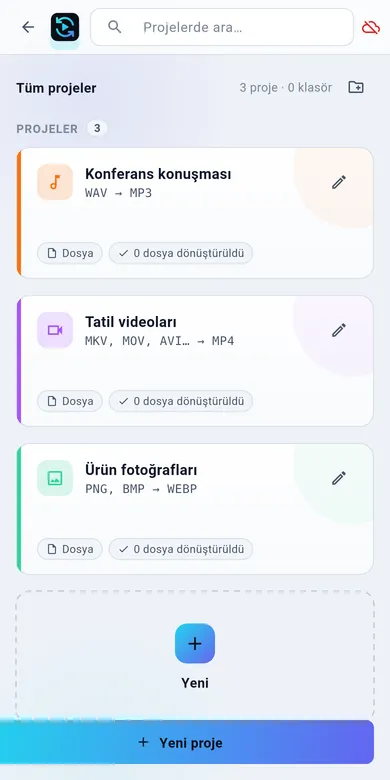 Projelerde ara…
Tüm projeler
3 proje · 0 klasör
PROJELER 3
Konferans konuşması
WAV → MP3
Dosya
0 dosya dönüştürüldü
Tatil videoları
MKV, MOV, AVI… → MP4
Dosya
0 dosya dönüştürüldü
Ürün fotoğrafları
PNG, BMP → WEBP
Dosya
0 dosya dönüştürüldü
Yeni
Yeni proje